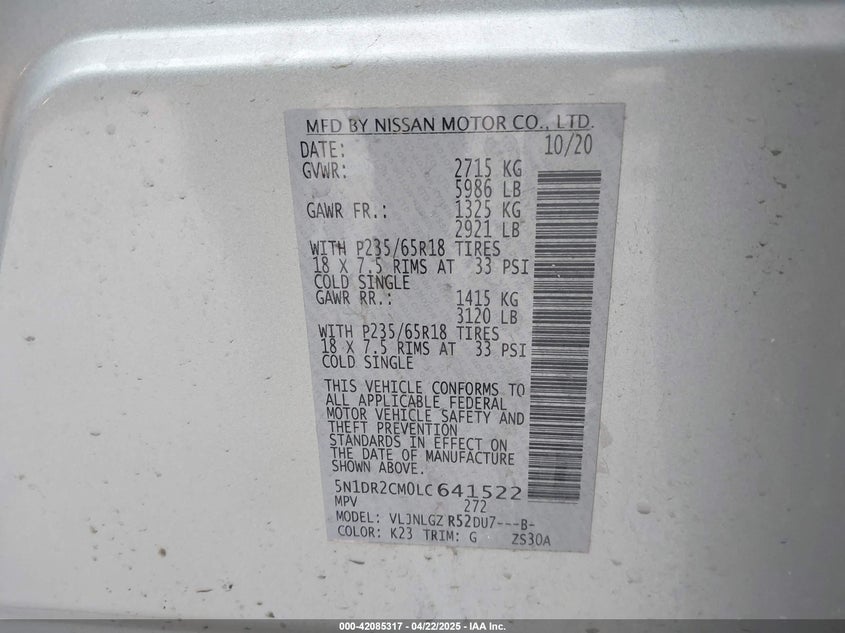 MFD BY NISSAN MOTOR CO., LTD.
DATE: 10/20
GVWR: 2715 KG
5986 LB
GAWR FR.: 1325 KG
2921 LB
WITH P235/65R18 TIRES
18 X 7.5 RIMS AT 33 PSI
COLD SINGLE
GAWR RR.: 1415 KG
3120 LB
WITH P235/65R18 TIRES
18 X 7.5 RIMS AT 33 PSI
COLD SINGLE
THIS VEHICLE CONFORMS TO
ALL APPLICABLE FEDERAL
MOTOR VEHICLE SAFETY AND
THEFT PREVENTION
STANDARDS IN EFFECT ON
THE DATE OF MANUFACTURE
SHOWN ABOVE.
5N1DR2CM0LC641522
MPV 272
MODEL: VLJNLGZ R52DU7---B-
COLOR: K23 TRIM: G ZS30A
000-42085317 - 04/22/2025 - IAA Inc.